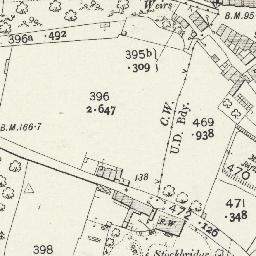 Weirs
B.M.95
396a .492
395b
.309
396
2.647
C.W.
U.D. Bdy.
469
.938
B.M.166.7
470
138
471
.348
472
.126
P.W
398
Stockbridge